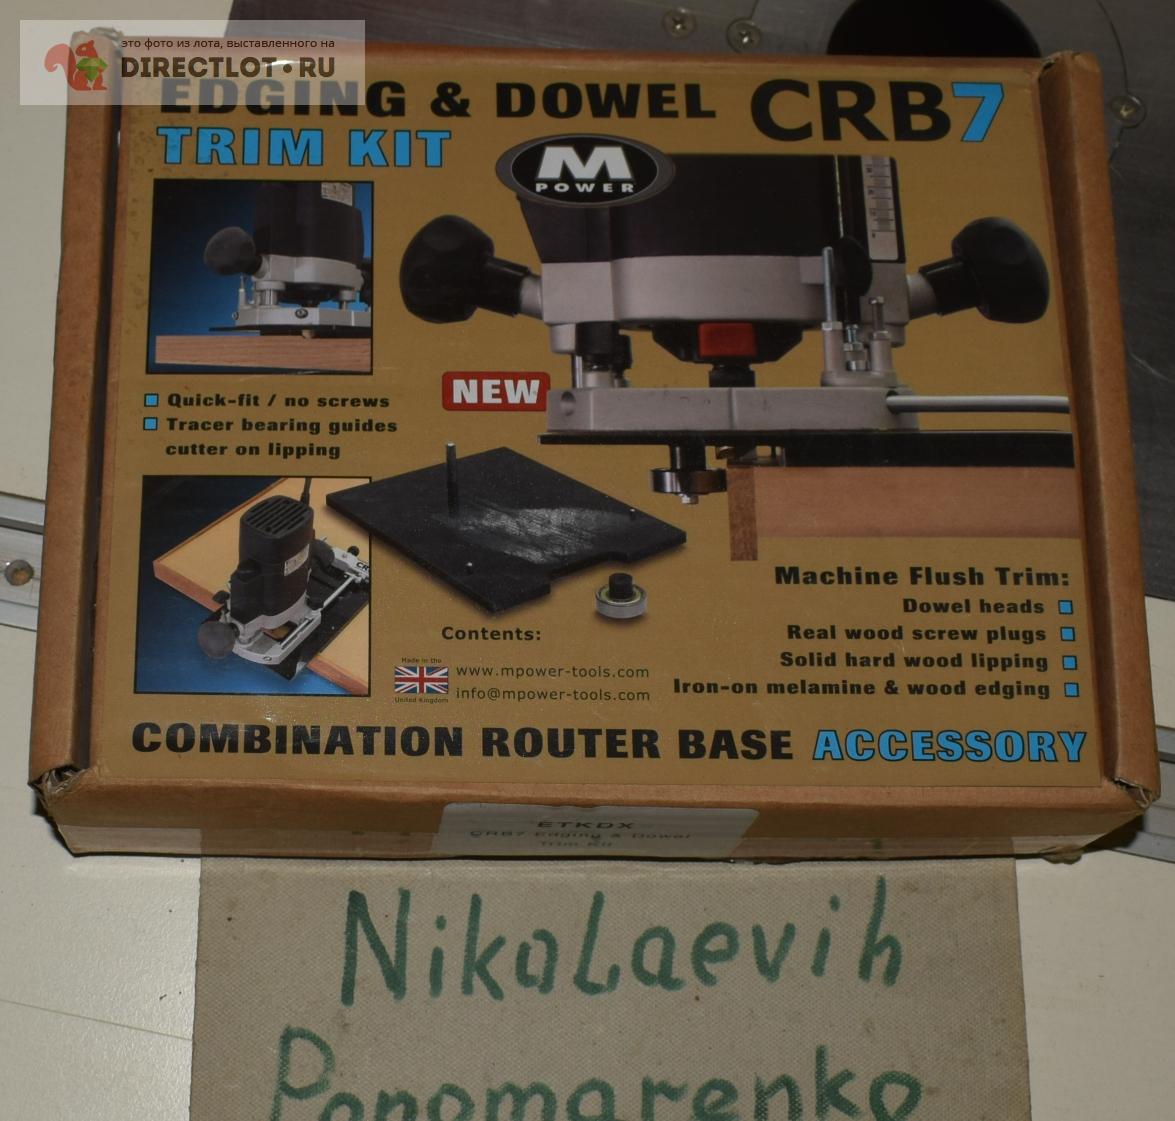 это фото из лота, выставленного на
DIRECTLOT•RU
EDGING & DOWEL CRB7
TRIM KIT
M
POWER
NEW
Quick-fit / no screws
Tracer bearing guides
cutter on lipping
Contents:
Made in the
United Kingdom
www.mpower-tools.com
info@mpower-tools.com
Machine Flush Trim:
Dowel heads
Real wood screw plugs
Solid hard wood lipping
Iron-on melamine & wood edging
COMBINATION ROUTER BASE ACCESSORY
ETKDX
CRB7 Edging & Dowel
Trim Kit
Nikolaevih
Ponomarenko